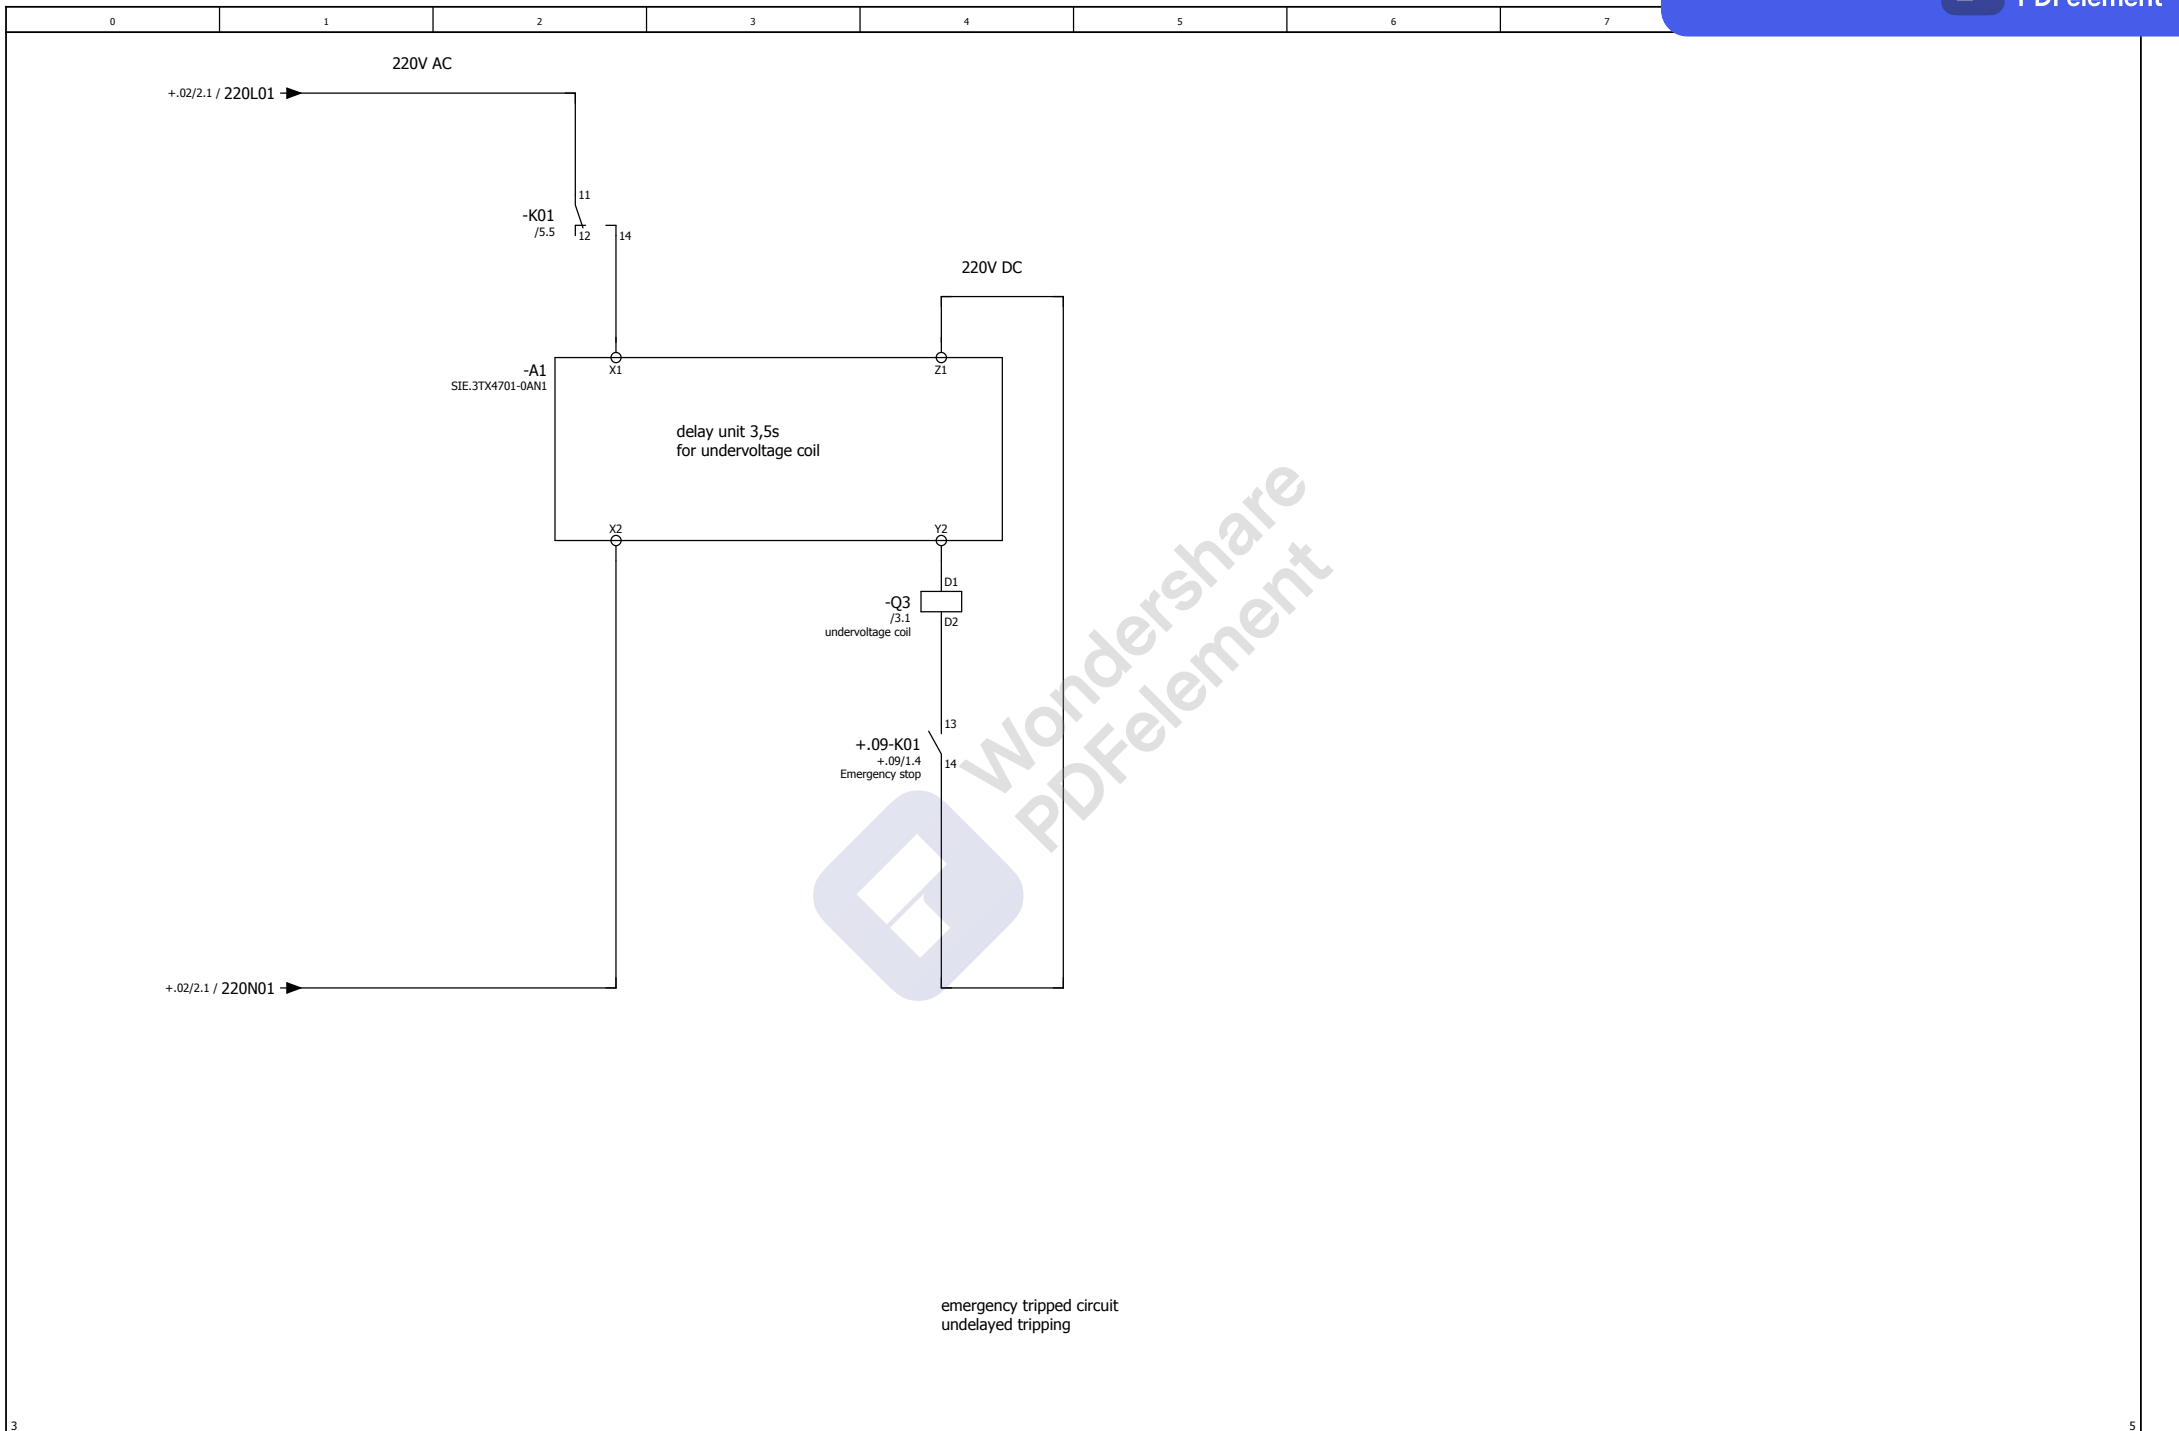 0 1 2 3 4 5 6 7
PDFelement
220V AC
+.02/2.1 / 220L01
11
-K01
/5.5
12
14
220V DC
-A1
SIE.3TX4701-0AN1
X1
Z1
delay unit 3,5s
for undervoltage coil
X2
Y2
D1
-Q3
/3.1
undervoltage coil
D2
13
+.09-K01
+.09/1.4
Emergency stop
14
Wondershare
PDFelement
+.02/2.1 / 220N01
emergency tripped circuit
undelayed tripping
3
5